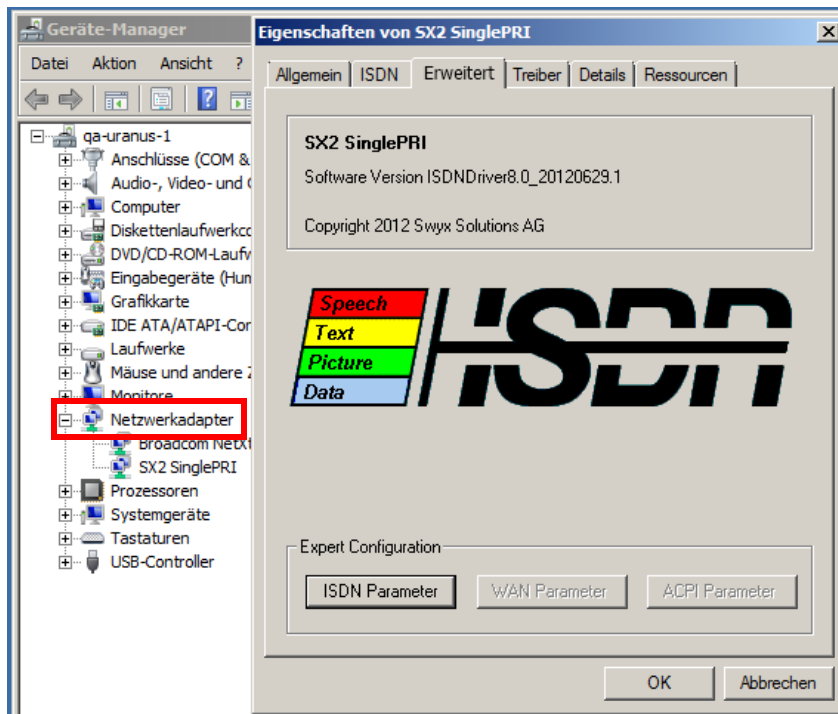 Geräte-Manager
Datei Aktion Ansicht ?
qa-uranus-1
Anschlüsse (COM &
Audio-, Video- und
Computer
Diskettenlaufwerkcc
DVD/CD-ROM-Laufw
Eingabegeräte (Hum
Grafikkarte
IDE ATA/ATAPI-Cor
Laufwerke
Mäuse und andere
Monitore
Netzwerkadapter
Broadcom NetXt
SX2 SinglePRI
Prozessoren
Systemgeräte
Tastaturen
USB-Controller
Eigenschaften von SX2 SinglePRI
Allgemein ISDN Erweitert Treiber Details Ressourcen
SX2 SinglePRI
Software Version ISDNDriver8.0_20120629.1
Copyright 2012 Swyx Solutions AG
Speech
Text
Picture
Data
ISDN
Expert Configuration
ISDN Parameter WAN Parameter ACPI Parameter
OK Abbrechen